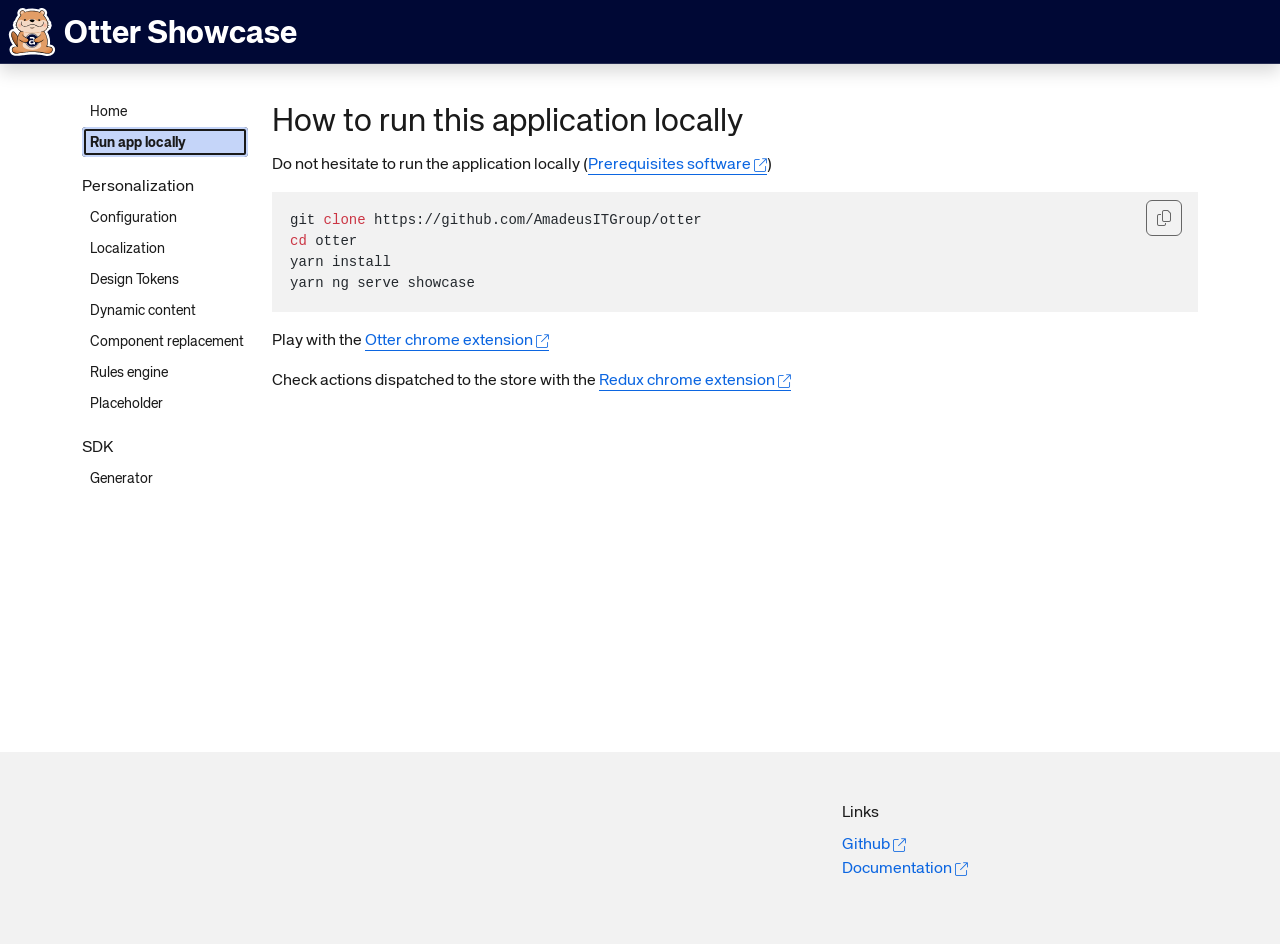 Otter Showcase
Home
Run app locally
Personalization
Configuration
Localization
Design Tokens
Dynamic content
Component replacement
Rules engine
Placeholder
SDK
Generator
How to run this application locally
Do not hesitate to run the application locally (Prerequisites software)
git clone https://github.com/AmadeusITGroup/otter
cd otter
yarn install
yarn ng serve showcase
Play with the Otter chrome extension
Check actions dispatched to the store with the Redux chrome extension
Links
Github
Documentation